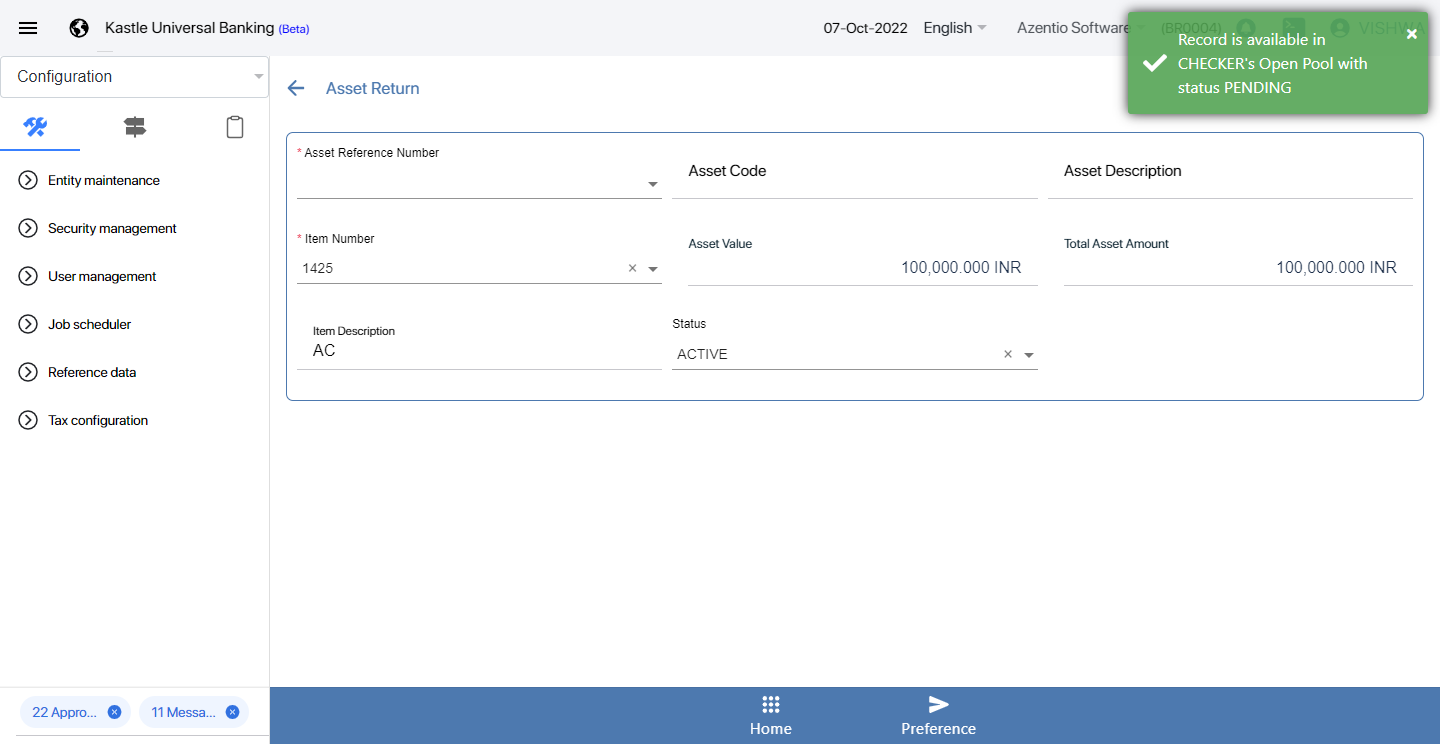 Kastle Universal Banking (Beta)
07-Oct-2022
English
Azentio Software
(BR0004)
VISHWA
Record is available in
CHECKER's Open Pool with
status PENDING
Configuration
Asset Return
Entity maintenance
Security management
User management
Job scheduler
Reference data
Tax configuration
* Asset Reference Number
Asset Code
Asset Description
* Item Number
1425
Asset Value
100,000.000 INR
Total Asset Amount
100,000.000 INR
Item Description
AC
Status
ACTIVE
22 Appro...
11 Messa...
Home
Preference